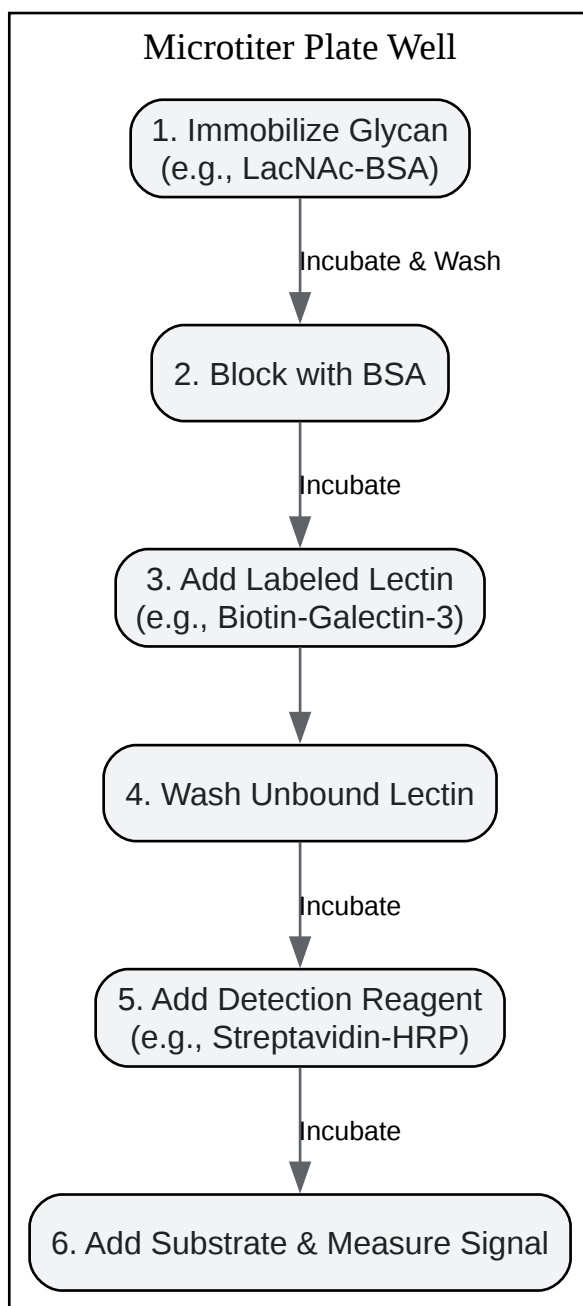 Microtiter Plate Well
1. Immobilize Glycan
(e.g., LacNAc-BSA)
Incubate & Wash
2. Block with BSA
Incubate
3. Add Labeled Lectin
(e.g., Biotin-Galectin-3)
4. Wash Unbound Lectin
Incubate
5. Add Detection Reagent
(e.g., Streptavidin-HRP)
Incubate
6. Add Substrate & Measure Signal